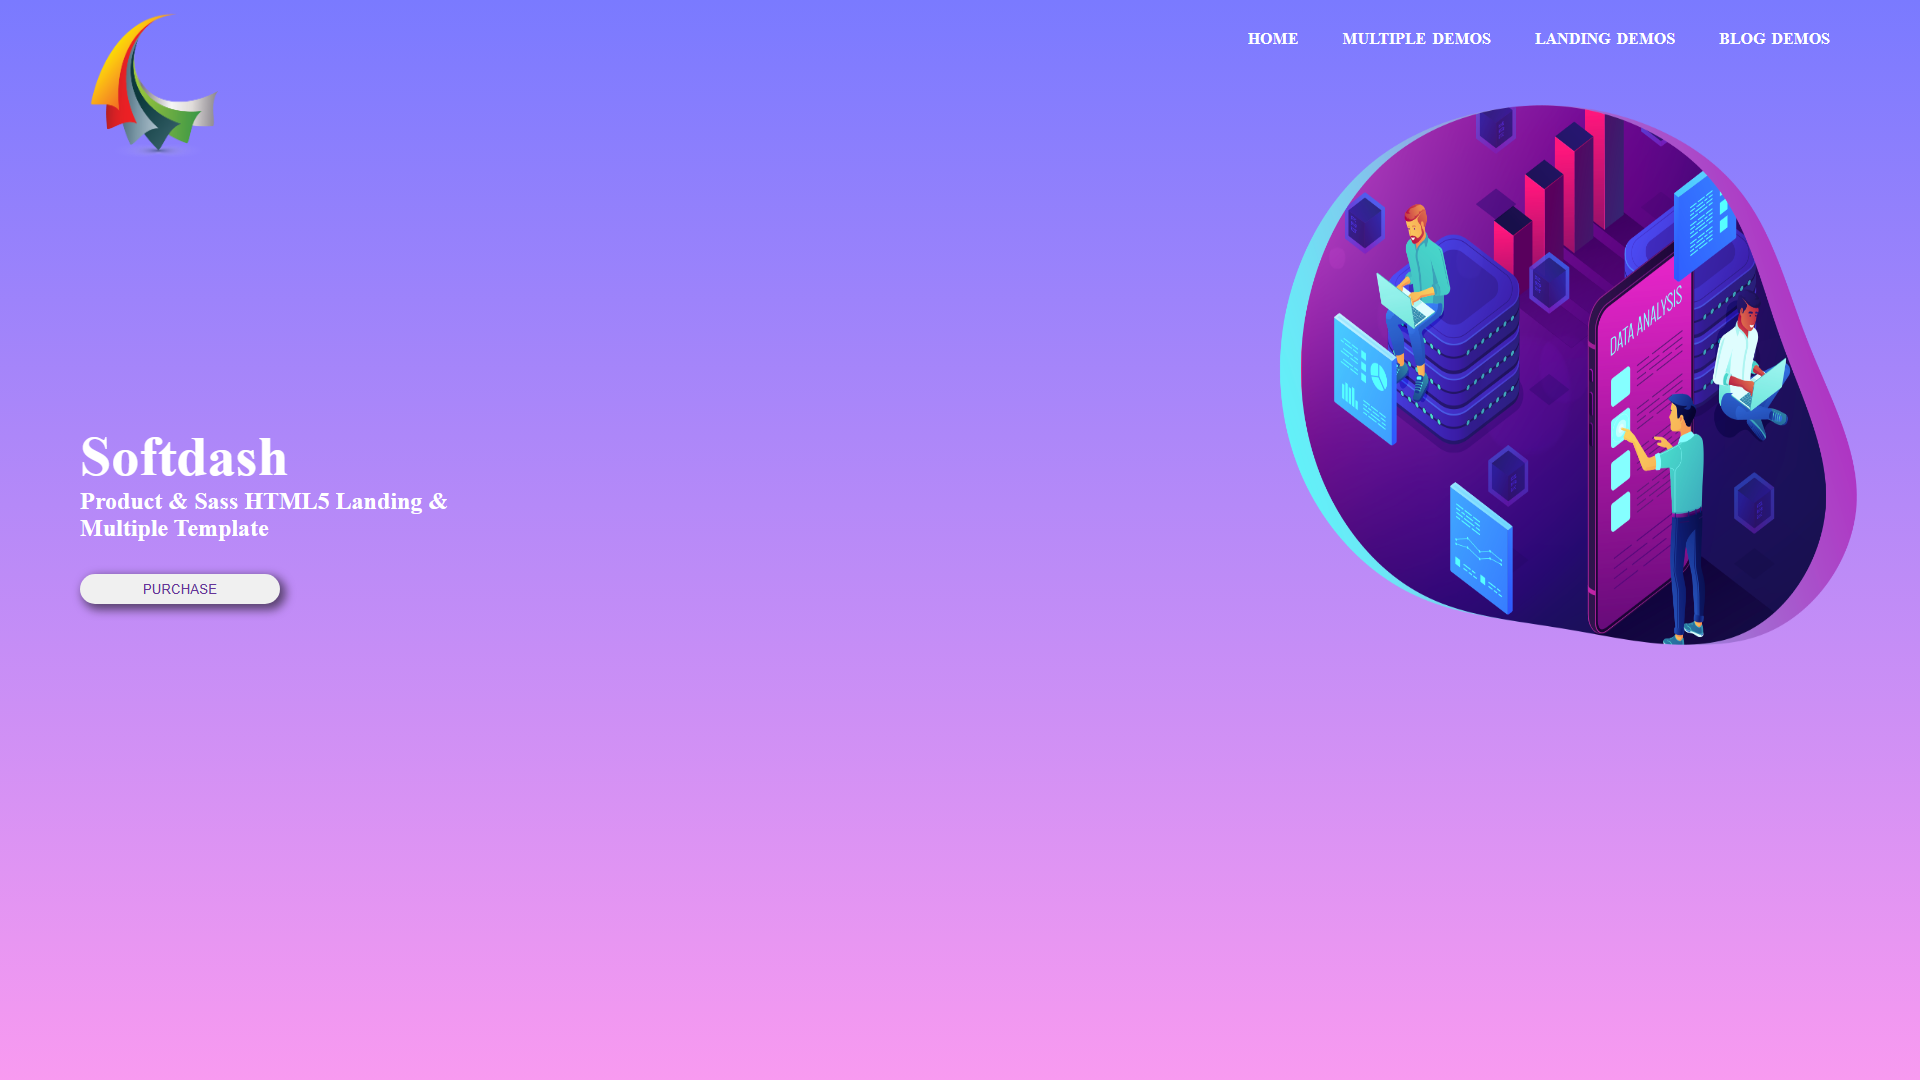 HOME MULTIPLE DEMOS LANDING DEMOS BLOG DEMOS
DATA ANALYSIS
Softdash
Product & Sass HTML5 Landing &
Multiple Template
PURCHASE